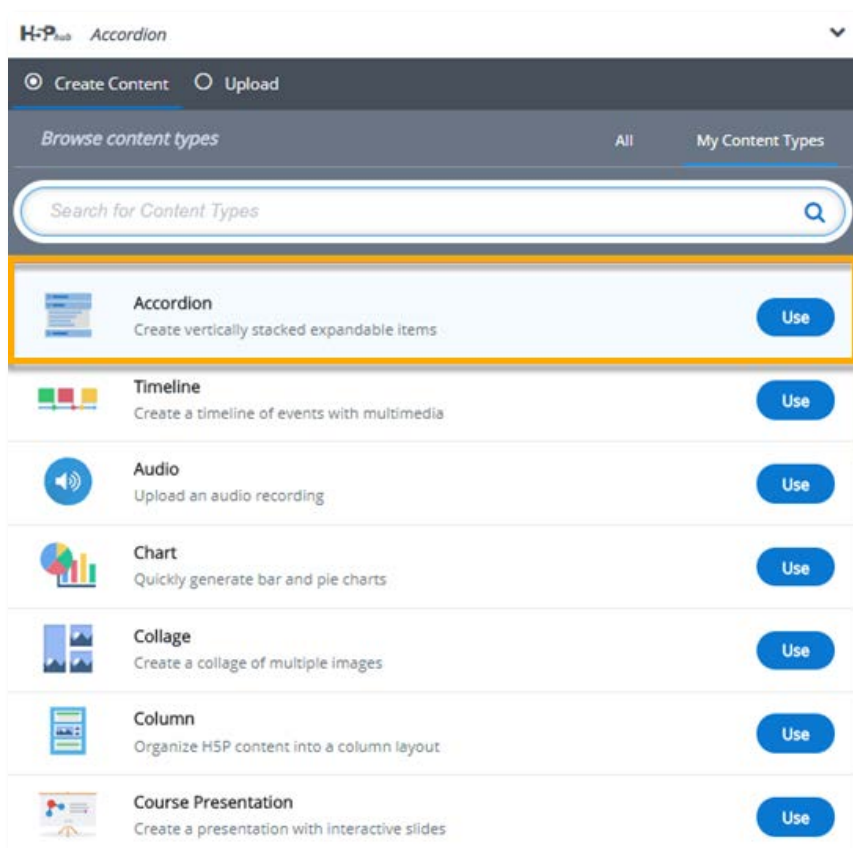 H5Phub Accordion
Create Content Upload
Browse content types All My Content Types
Search for Content Types
Accordion
Create vertically stacked expandable items
Use
Timeline
Create a timeline of events with multimedia
Use
Audio
Upload an audio recording
Use
Chart
Quickly generate bar and pie charts
Use
Collage
Create a collage of multiple images
Use
Column
Organize H5P content into a column layout
Use
Course Presentation
Create a presentation with interactive slides
Use